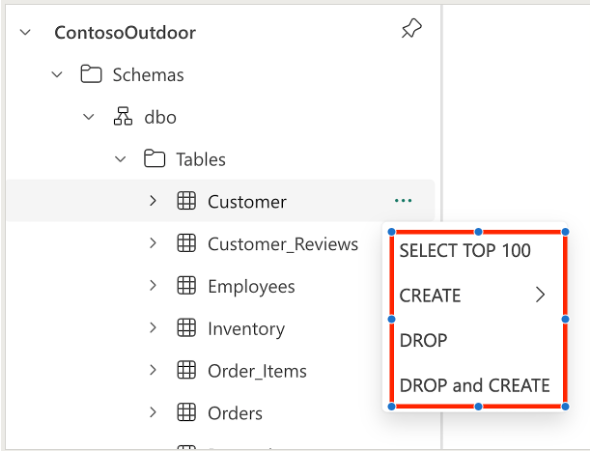 ContosoOutdoor
Schemas
dbo
Tables
Customer
Customer_Reviews
Employees
Inventory
Order_Items
Orders
SELECT TOP 100
CREATE
DROP
DROP and CREATE